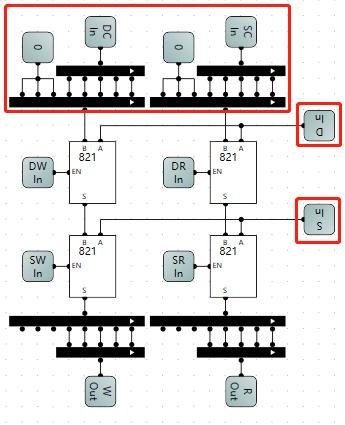 0
DC
In
0
SC
In
D
In
B A
821
EN
S
B A
821
EN
S
DW
In
DR
In
S
In
B A
821
EN
S
B A
821
EN
S
SW
In
SR
In
W
Out
R
Out